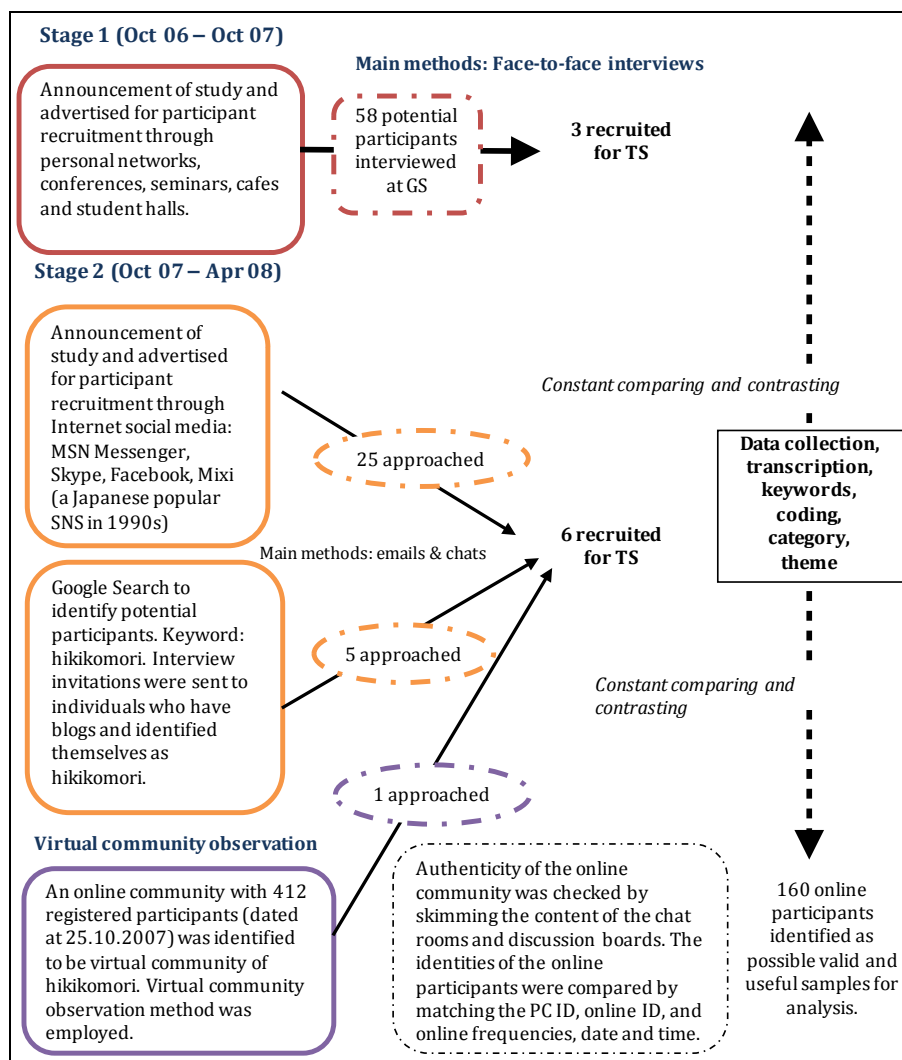 Stage 1 (Oct 06 – Oct 07)
Main methods: Face-to-face interviews
Announcement of study and
advertised for participant
recruitment through
personal networks,
conferences, seminars, cafes
and student halls.
58 potential
participants
interviewed
at GS
3 recruited
for TS
Stage 2 (Oct 07 – Apr 08)
Announcement of
study and advertised
for participant
recruitment through
Internet social media:
MSN Messenger,
Skype, Facebook, Mixi
(a Japanese popular
SNS in 1990s)
25 approached
Main methods: emails & chats
6 recruited
for TS
Google Search to
identify potential
participants. Keyword:
hikikomori. Interview
invitations were sent to
individuals who have
blogs and identified
themselves as
hikikomori.
5 approached
1 approached
Constant comparing and contrasting
Data collection,
transcription,
keywords,
coding,
category,
theme
Constant comparing and
contrasting
Virtual community observation
An online community with 412
registered participants (dated
at 25.10.2007) was identified
to be virtual community of
hikikomori. Virtual community
observation method was
employed.
Authenticity of the online
community was checked by
skimming the content of the chat
rooms and discussion boards. The
identities of the online
participants were compared by
matching the PC ID, online ID, and
online frequencies, date and time.
160 online
participants
identified as
possible valid and
useful samples for
analysis.